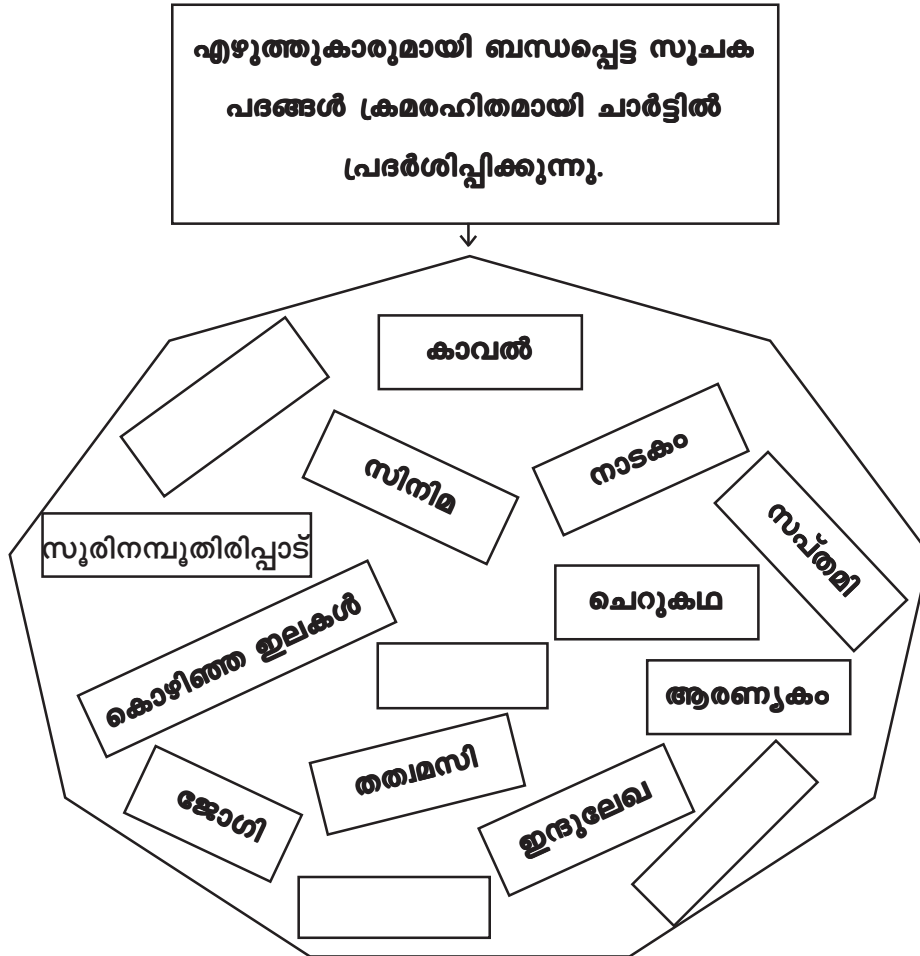 എഴുത്തുകാരുമായി ബന്ധപ്പെട്ട സൂചക
പദങ്ങൾ ക്രമരഹിതമായി ചാർട്ടിൽ
പ്രദർശിപ്പിക്കുന്നു.
കാവൽ
സിനിമ
നാടകം
സപ്തമി
സൂരിനമ്പൂതിരിപ്പാട്
ചെറുകഥ
കൊഴിഞ്ഞ ഇലകൾ
ആരണ്യകം
തത്വമസി
ജോഗി
ഇന്ദുലേഖ